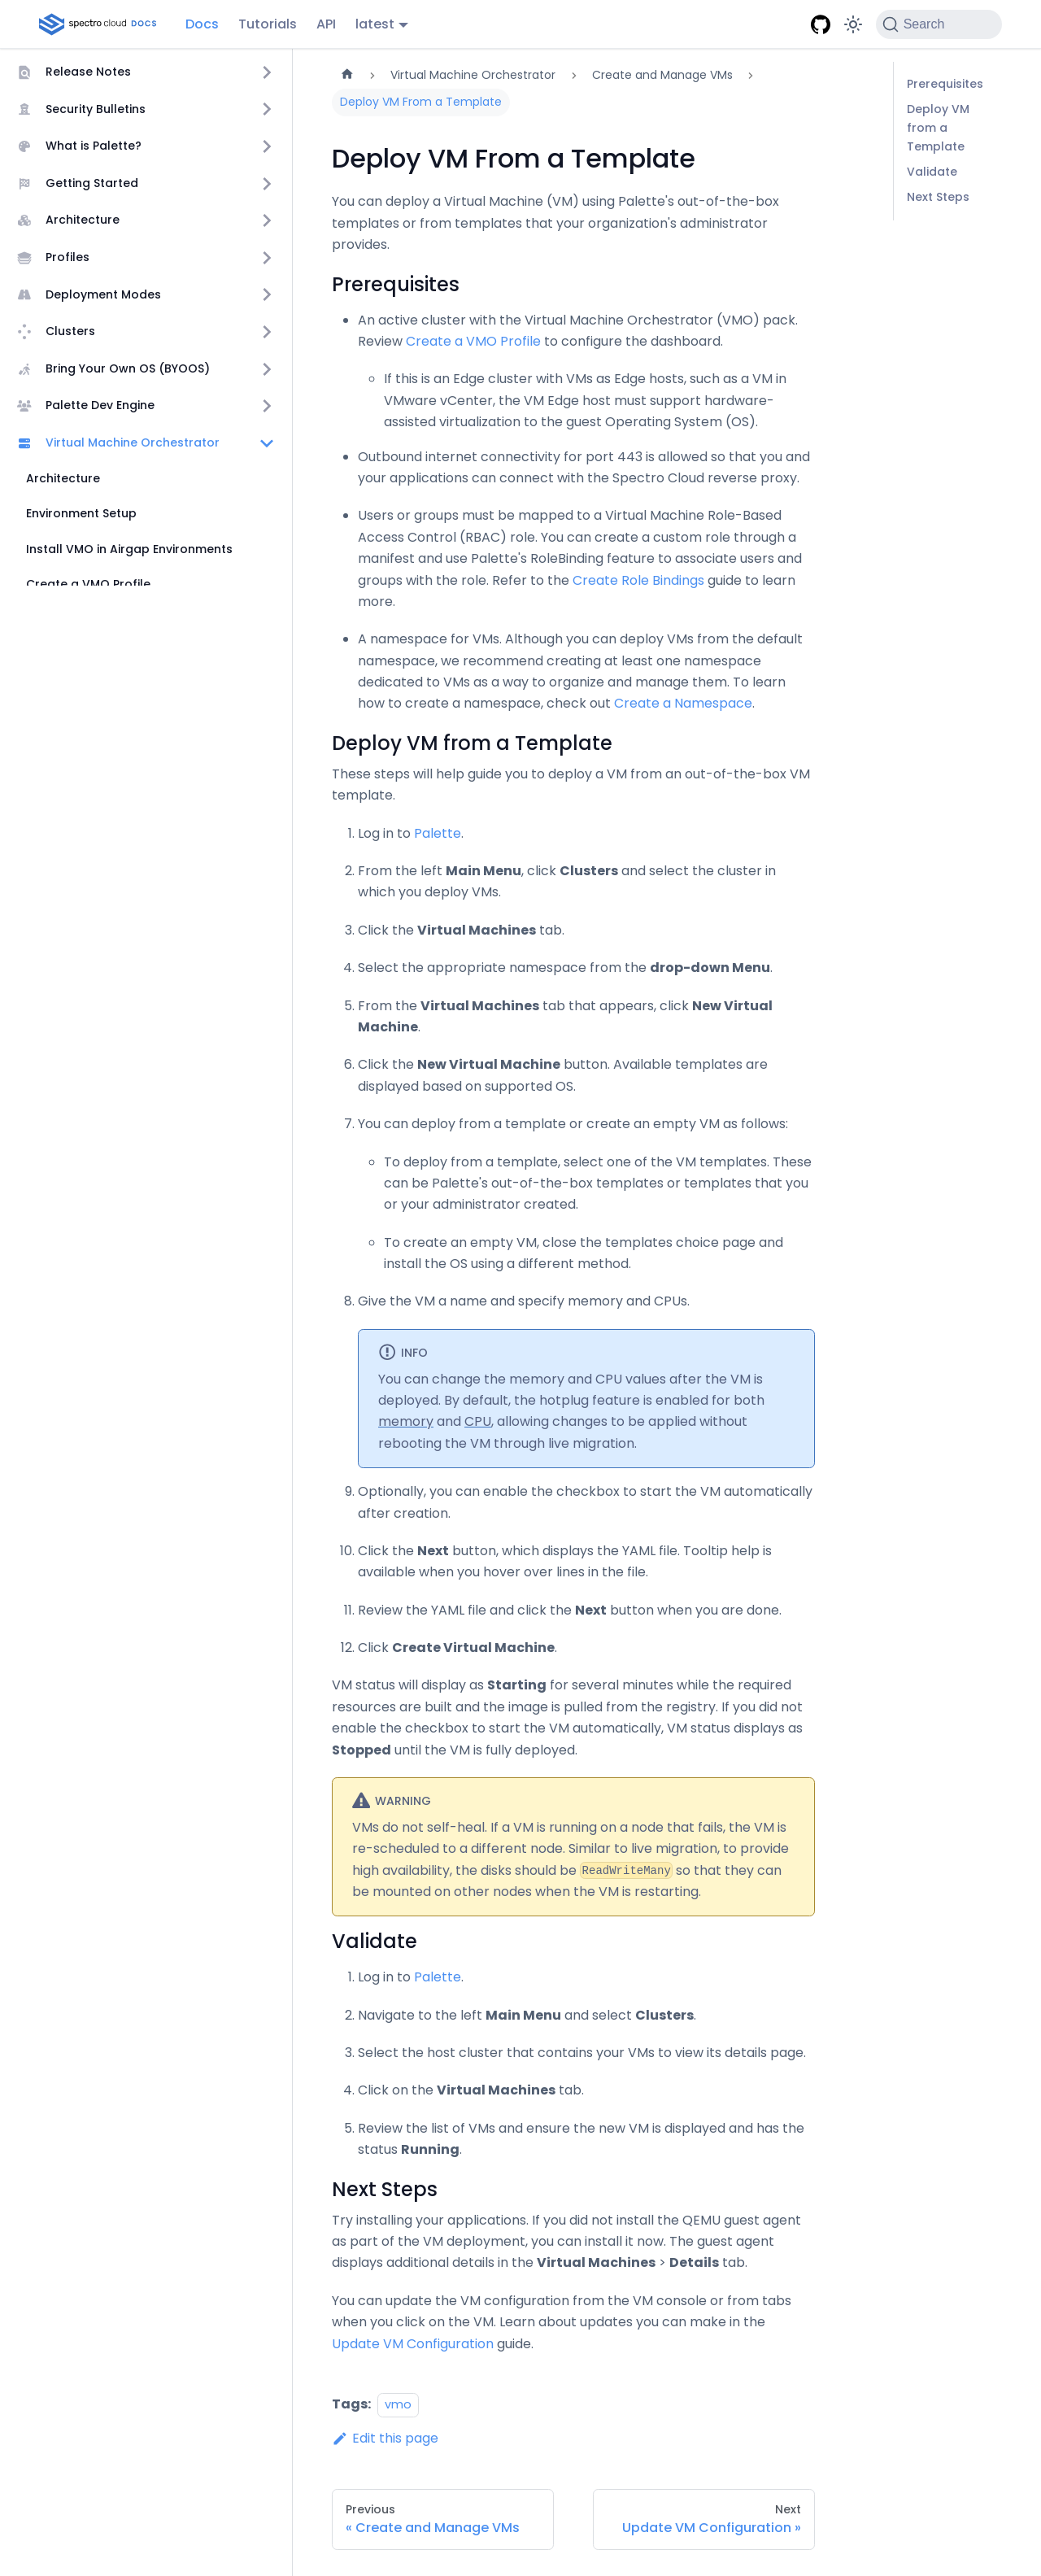 spectro cloud DOCS
Docs
Tutorials
API
latest
Search
Release Notes
Security Bulletins
What is Palette?
Getting Started
Architecture
Profiles
Deployment Modes
Clusters
Bring Your Own OS (BYOOS)
Palette Dev Engine
Virtual Machine Orchestrator
Architecture
Environment Setup
Install VMO in Airgap Environments
Create a VMO Profile
Virtual Machine Orchestrator
Create and Manage VMs
Deploy VM From a Template
Deploy VM From a Template
You can deploy a Virtual Machine (VM) using Palette's out-of-the-box
templates or from templates that your organization's administrator
provides.
Prerequisites
An active cluster with the Virtual Machine Orchestrator (VMO) pack.
Review Create a VMO Profile to configure the dashboard.
If this is an Edge cluster with VMs as Edge hosts, such as a VM in
VMware vCenter, the VM Edge host must support hardware-
assisted virtualization to the guest Operating System (OS).
Outbound internet connectivity for port 443 is allowed so that you and
your applications can connect with the Spectro Cloud reverse proxy.
Users or groups must be mapped to a Virtual Machine Role-Based
Access Control (RBAC) role. You can create a custom role through a
manifest and use Palette's RoleBinding feature to associate users and
groups with the role. Refer to the Create Role Bindings guide to learn
more.
A namespace for VMs. Although you can deploy VMs from the default
namespace, we recommend creating at least one namespace
dedicated to VMs as a way to organize and manage them. To learn
how to create a namespace, check out Create a Namespace.
Deploy VM from a Template
These steps will help guide you to deploy a VM from an out-of-the-box VM
template.
1. Log in to Palette.
2. From the left Main Menu, click Clusters and select the cluster in
which you deploy VMs.
3. Click the Virtual Machines tab.
4. Select the appropriate namespace from the drop-down Menu.
5. From the Virtual Machines tab that appears, click New Virtual
Machine.
6. Click the New Virtual Machine button. Available templates are
displayed based on supported OS.
7. You can deploy from a template or create an empty VM as follows:
To deploy from a template, select one of the VM templates. These
can be Palette's out-of-the-box templates or templates that you
or your administrator created.
To create an empty VM, close the templates choice page and
install the OS using a different method.
8. Give the VM a name and specify memory and CPUs.
INFO
You can change the memory and CPU values after the VM is
deployed. By default, the hotplug feature is enabled for both
memory and CPU, allowing changes to be applied without
rebooting the VM through live migration.
9. Optionally, you can enable the checkbox to start the VM automatically
after creation.
10. Click the Next button, which displays the YAML file. Tooltip help is
available when you hover over lines in the file.
11. Review the YAML file and click the Next button when you are done.
12. Click Create Virtual Machine.
VM status will display as Starting for several minutes while the required
resources are built and the image is pulled from the registry. If you did not
enable the checkbox to start the VM automatically, VM status displays as
Stopped until the VM is fully deployed.
WARNING
VMs do not self-heal. If a VM is running on a node that fails, the VM is
re-scheduled to a different node. Similar to live migration, to provide
high availability, the disks should be ReadWriteMany so that they can
be mounted on other nodes when the VM is restarting.
Validate
1. Log in to Palette.
2. Navigate to the left Main Menu and select Clusters.
3. Select the host cluster that contains your VMs to view its details page.
4. Click on the Virtual Machines tab.
5. Review the list of VMs and ensure the new VM is displayed and has the
status Running.
Next Steps
Try installing your applications. If you did not install the QEMU guest agent
as part of the VM deployment, you can install it now. The guest agent
displays additional details in the Virtual Machines > Details tab.
You can update the VM configuration from the VM console or from tabs
when you click on the VM. Learn about updates you can make in the
Update VM Configuration guide.
Tags: vmo
Edit this page
Previous
« Create and Manage VMs
Next
Update VM Configuration »
Prerequisites
Deploy VM
from a
Template
Validate
Next Steps